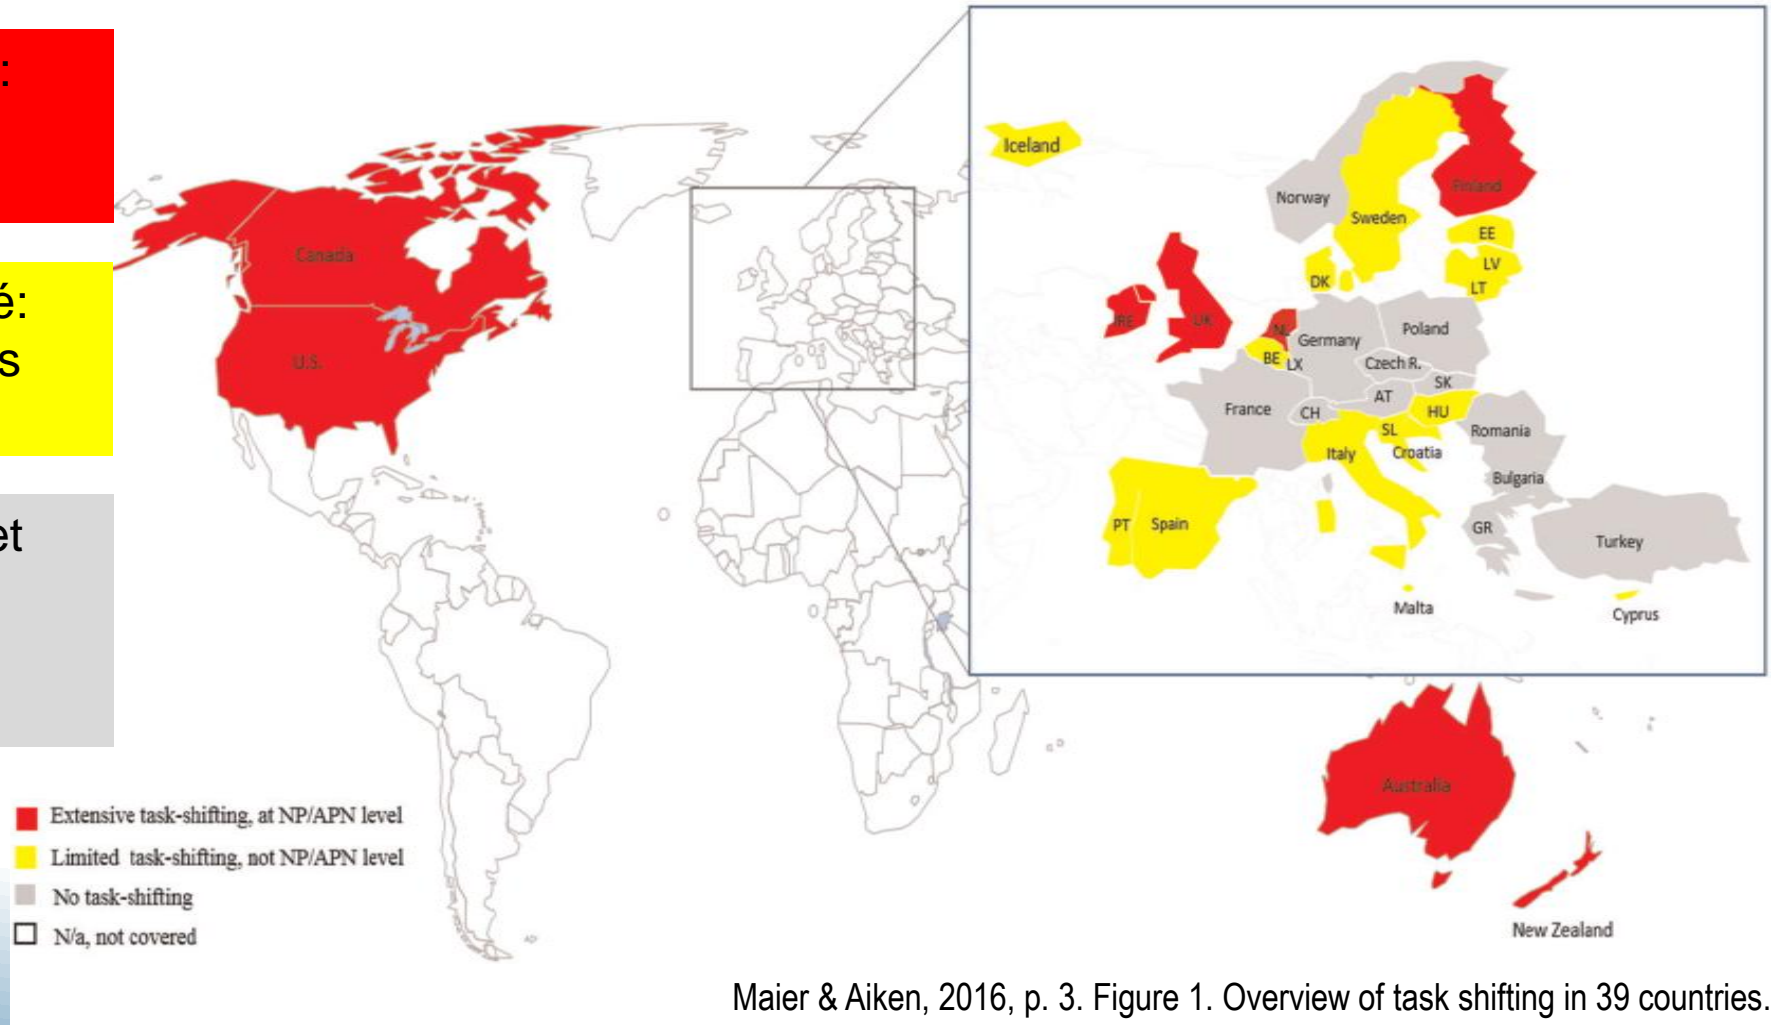 :
é:
s
et
Canada
U.S.
Iceland
Norway
Sweden
Finland
EE
LV
LT
DK
IRE
UK
NL
BE
LX
Germany
Poland
Czech R.
SK
AT
France
CH
HU
SL
Romania
Italy
Croatia
Bulgaria
PT
Spain
GR
Turkey
Malta
Cyprus
Australia
New Zealand
Extensive task-shifting, at NP/APN level
Limited task-shifting, not NP/APN level
No task-shifting
N/a, not covered
Maier & Aiken, 2016, p. 3. Figure 1. Overview of task shifting in 39 countries.